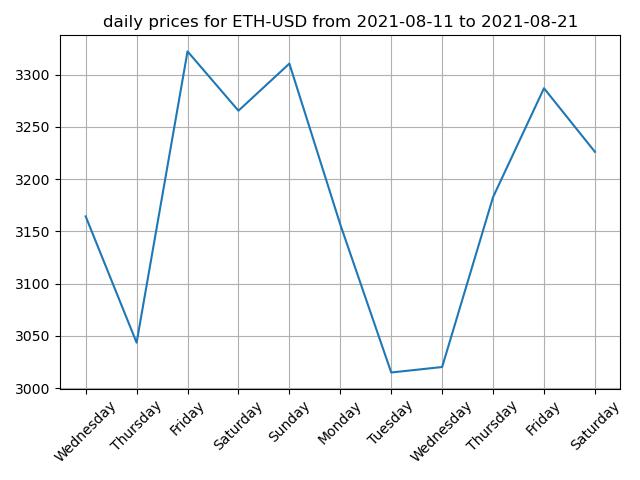 daily prices for ETH-USD from 2021-08-11 to 2021-08-21
3300
3250
3200
3150
3100
3050
3000
Wednesday
Thursday
Friday
Saturday
Sunday
Monday
Tuesday
Wednesday
Thursday
Friday
Saturday